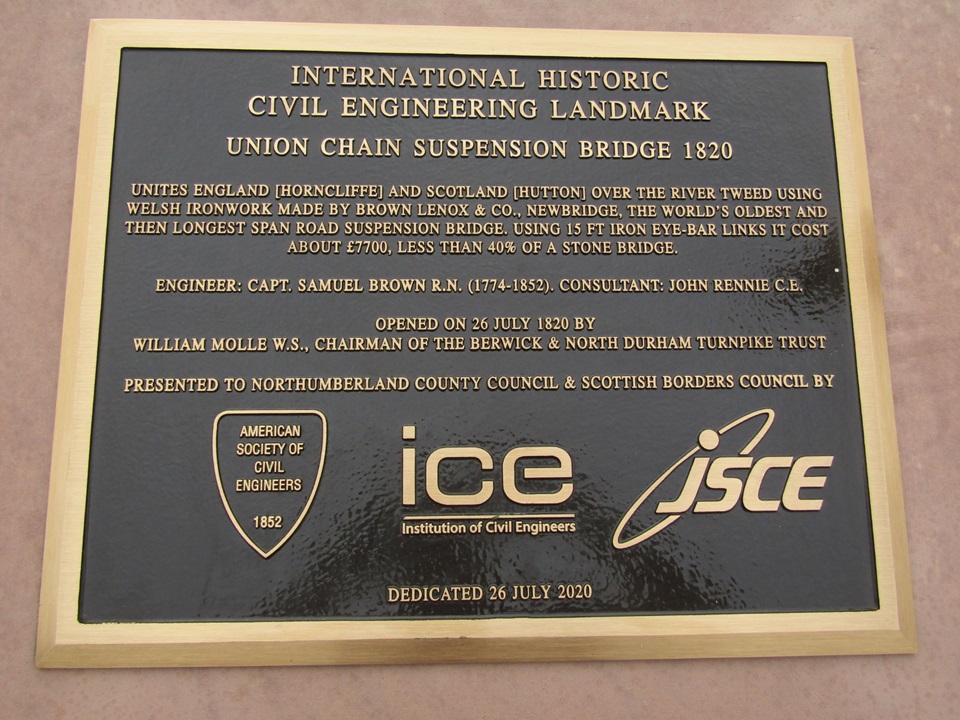 INTERNATIONAL HISTORIC
CIVIL ENGINEERING LANDMARK
UNION CHAIN SUSPENSION BRIDGE 1820
UNITES ENGLAND [HORNCLIFFE] AND SCOTLAND [HUTTON] OVER THE RIVER TWEED USING
WELSH IRONWORK MADE BY BROWN LENOX & CO., NEWBRIDGE, THE WORLD'S OLDEST AND
THEN LONGEST SPAN ROAD SUSPENSION BRIDGE. USING 15 FT IRON EYE-BAR LINKS IT COST
ABOUT £7700, LESS THAN 40% OF A STONE BRIDGE.
ENGINEER: CAPT. SAMUEL BROWN R.N. (1774-1852). CONSULTANT: JOHN RENNIE C.E.
OPENED ON 26 JULY 1820 BY
WILLIAM MOLLE W.S., CHAIRMAN OF THE BERWICK & NORTH DURHAM TURNPIKE TRUST
PRESENTED TO NORTHUMBERLAND COUNTY COUNCIL & SCOTTISH BORDERS COUNCIL BY
AMERICAN
SOCIETY OF
CIVIL
ENGINEERS
1852
ice
Institution of Civil Engineers
JSCE
DEDICATED 26 JULY 2020